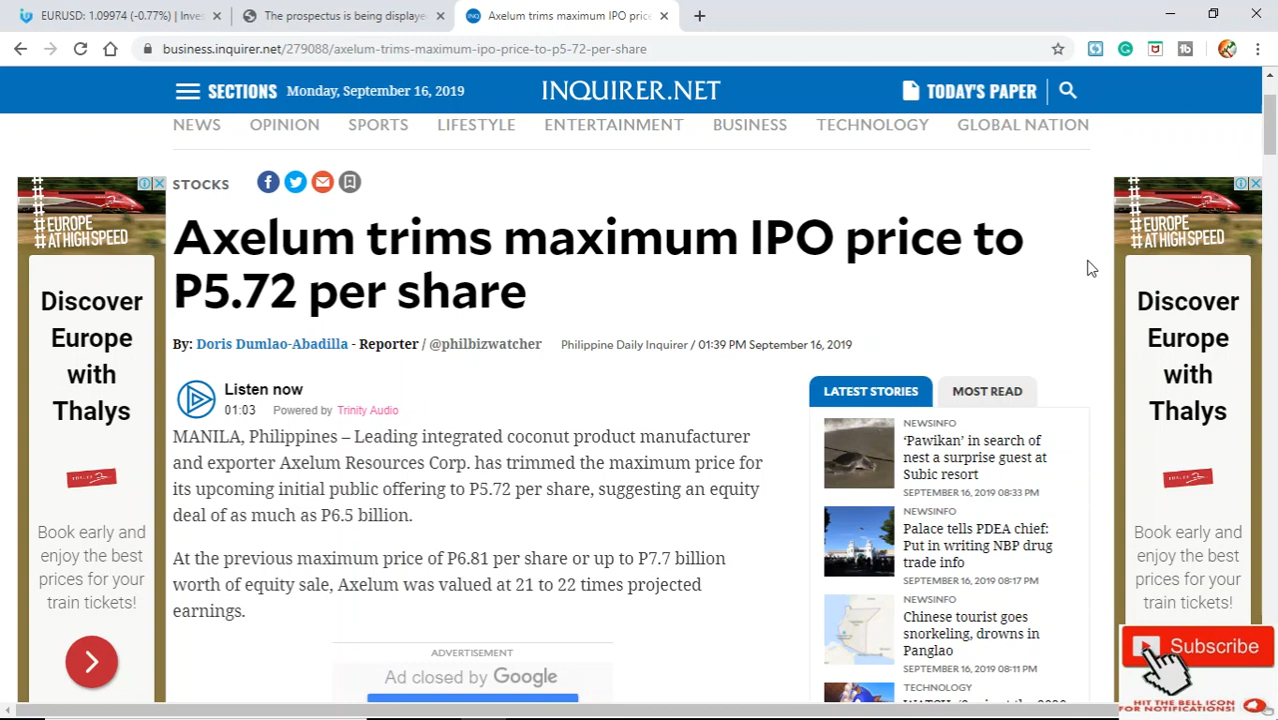 EURUSD: 1.09974 (-0.77%) | Inves
The prospectus is being displaye
Axelum trims maximum IPO price
business.inquirer.net/279088/axelum-trims-maximum-ipo-price-to-p5-72-per-share
SECTIONS Monday, September 16, 2019
INQUIRER.NET
TODAY'S PAPER
NEWS OPINION SPORTS LIFESTYLE ENTERTAINMENT BUSINESS TECHNOLOGY GLOBAL NATION
STOCKS
Axelum trims maximum IPO price to
P5.72 per share
By: Doris Dumlao-Abadilla - Reporter / @philbizwatcher
Philippine Daily Inquirer / 01:39 PM September 16, 2019
Listen now
01:03 Powered by Trinity Audio
MANILA, Philippines – Leading integrated coconut product manufacturer
and exporter Axelum Resources Corp. has trimmed the maximum price for
its upcoming initial public offering to P5.72 per share, suggesting an equity
deal of as much as P6.5 billion.
At the previous maximum price of P6.81 per share or up to P7.7 billion
worth of equity sale, Axelum was valued at 21 to 22 times projected
earnings.
ADVERTISEMENT
Ad closed by Google
LATEST STORIES
MOST READ
NEWSINFO
‘Pawikan’ in search of
nest a surprise guest at
Subic resort
SEPTEMBER 16, 2019 08:33 PM
NEWSINFO
Palace tells PDEA chief:
Put in writing NBP drug
trade info
SEPTEMBER 16, 2019 08:17 PM
NEWSINFO
Chinese tourist goes
snorkeling, drowns in
Panglao
SEPTEMBER 16, 2019 08:11 PM
TECHNOLOGY
#EUROPE
#ATHIGHSPEED
Discover
Europe
with
Thalys
Book early and
enjoy the best
prices for your
train tickets!
#EUROPE
#ATHIGHSPEED
Discover
Europe
with
Thalys
Book early and
enjoy the best
prices for your
Subscribe
HIT THE BELL ICON
FOR NOTIFICATIONS!